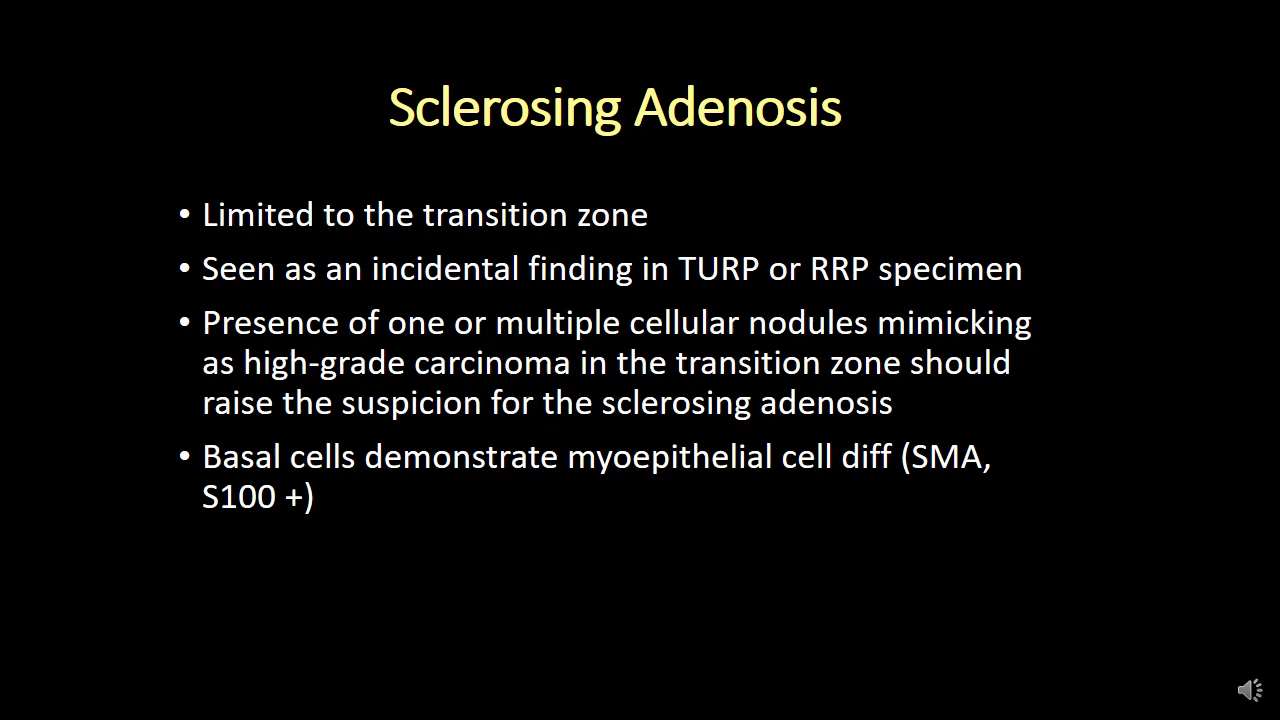 Sclerosing Adenosis
• Limited to the transition zone
• Seen as an incidental finding in TURP or RRP specimen
• Presence of one or multiple cellular nodules mimicking
as high-grade carcinoma in the transition zone should
raise the suspicion for the sclerosing adenosis
• Basal cells demonstrate myoepithelial cell diff (SMA,
S100 +)